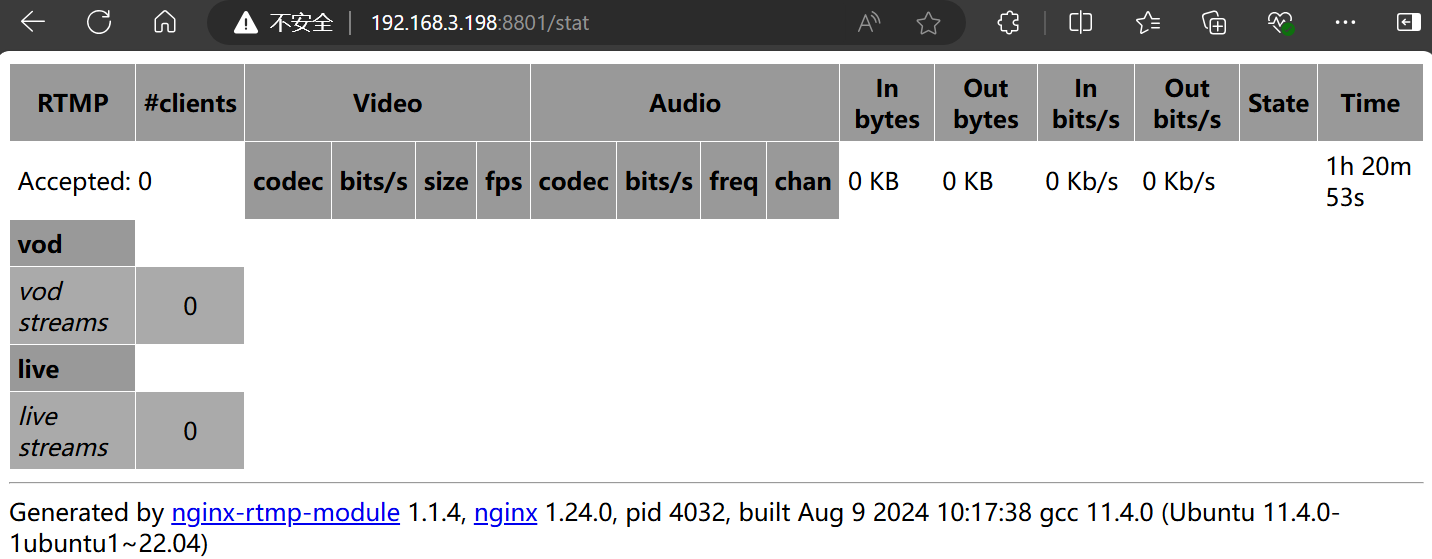 不安全 192.168.3.198:8801/stat
RTMP #clients Video Audio In bytes Out bytes In bits/s Out bits/s State Time
Accepted: 0 codec bits/s size fps codec bits/s freq chan 0 KB 0 KB 0 Kb/s 0 Kb/s 1h 20m 53s
vod
vod streams 0
live
live streams 0
Generated by nginx-rtmp-module 1.1.4, nginx 1.24.0, pid 4032, built Aug 9 2024 10:17:38 gcc 11.4.0 (Ubuntu 11.4.0-
1ubuntu1~22.04)